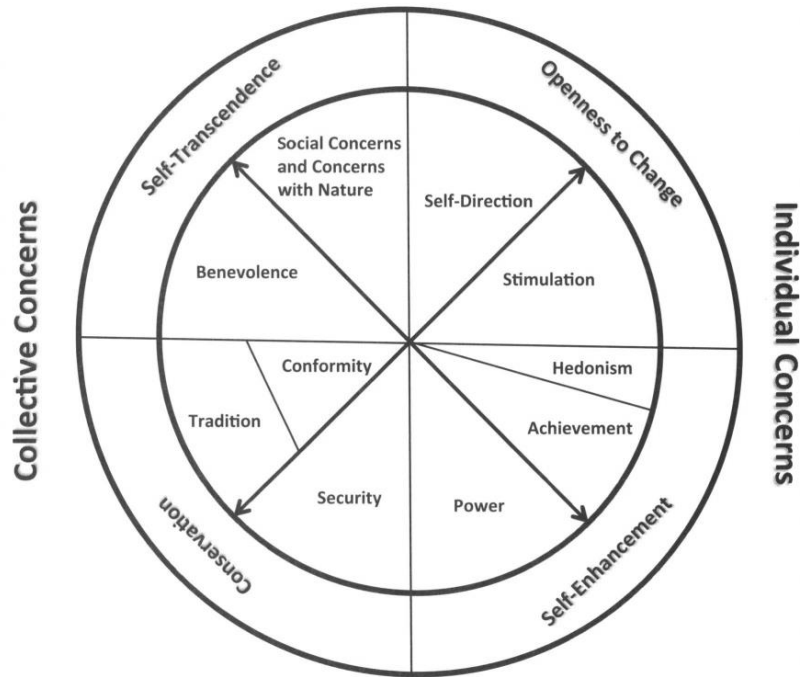 Self-Transcendence
Openness to Change
Social Concerns
and Concerns
with Nature
Self-Direction
Benevolence
Stimulation
Collective Concerns
Individual Concerns
Conformity
Hedonism
Tradition
Achievement
Security
Power
Conservation
Self-Enhancement